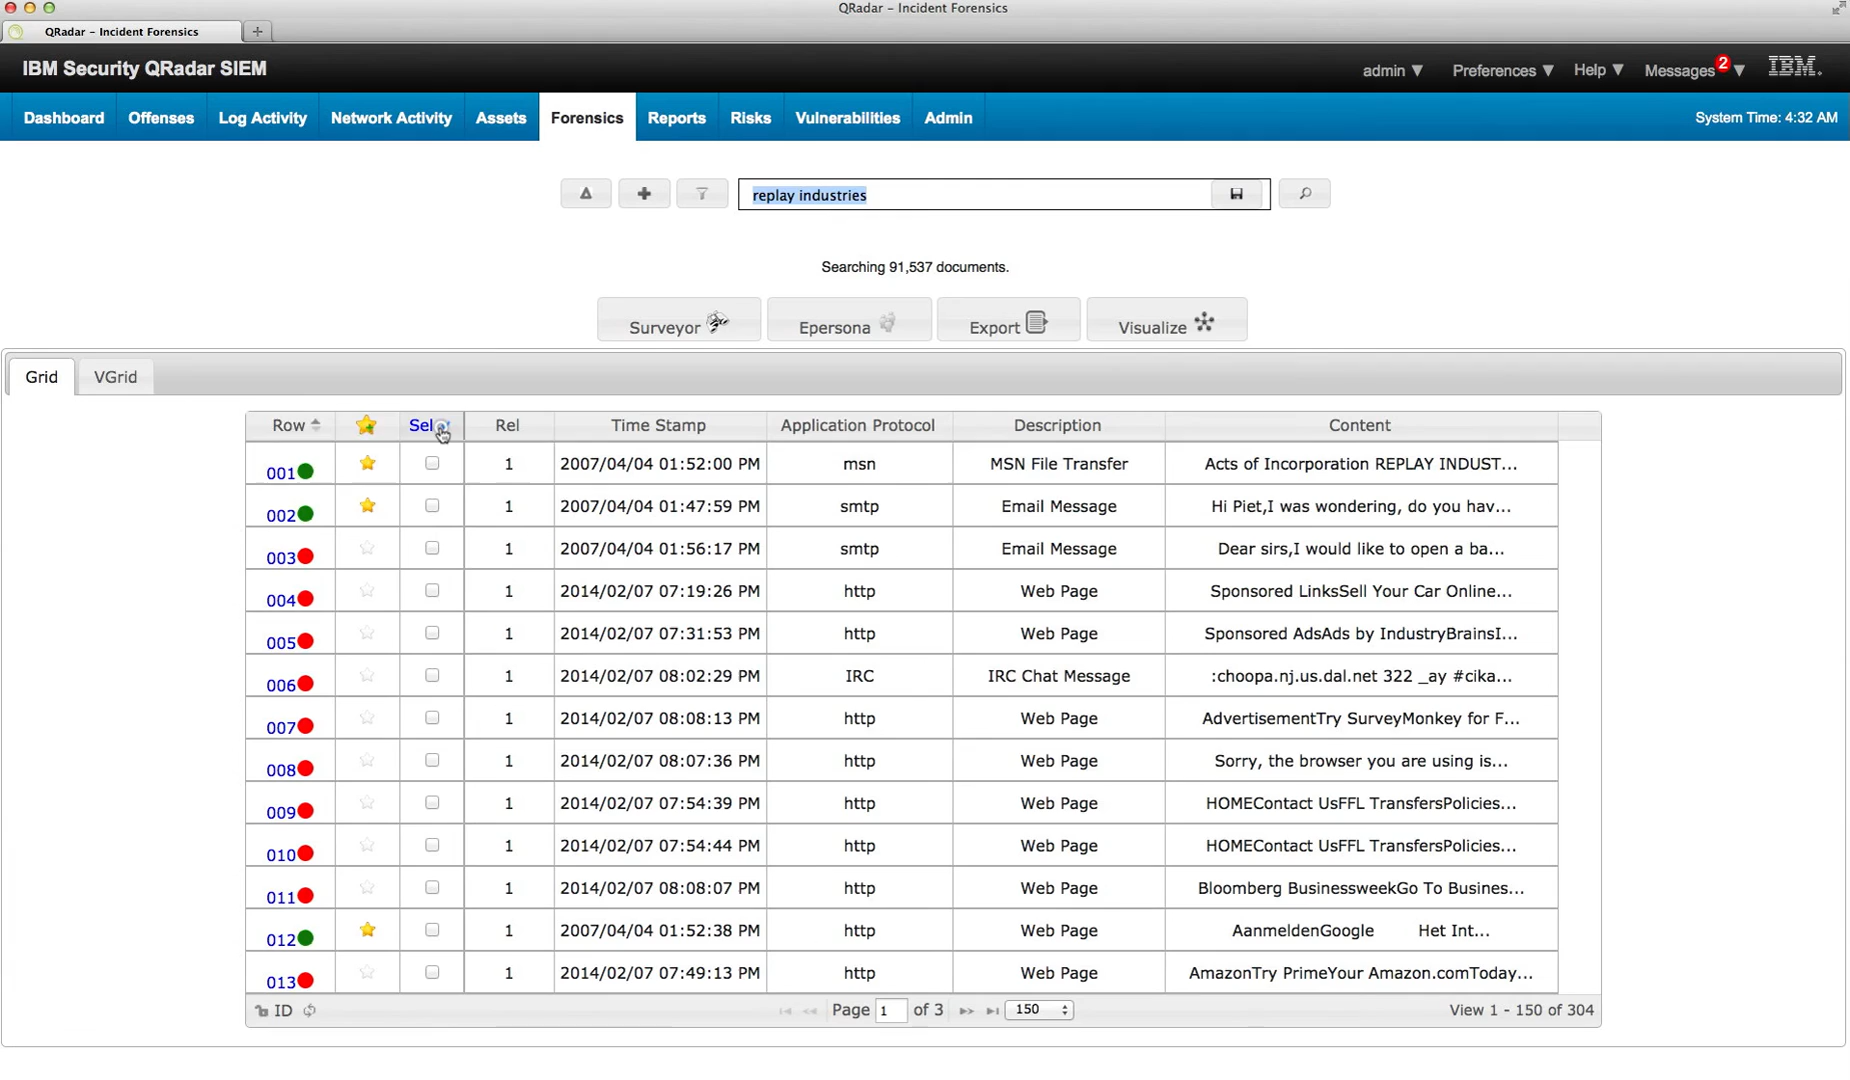 QRadar – Incident Forensics
QRadar – Incident Forensics
IBM Security QRadar SIEM
admin ▼ Preferences ▼ Help ▼ Messages 2 ▼ IBM.
Dashboard Offenses Log Activity Network Activity Assets Forensics Reports Risks Vulnerabilities Admin System Time: 4:32 AM
replay industries
Searching 91,537 documents.
Surveyor Epersona Export Visualize
Grid VGrid
Row Sel Rel Time Stamp Application Protocol Description Content
001 1 2007/04/04 01:52:00 PM msn MSN File Transfer Acts of Incorporation REPLAY INDUST...
002 1 2007/04/04 01:47:59 PM smtp Email Message Hi Piet,I was wondering, do you hav...
003 1 2007/04/04 01:56:17 PM smtp Email Message Dear sirs,I would like to open a ba...
004 1 2014/02/07 07:19:26 PM http Web Page Sponsored LinksSell Your Car Online...
005 1 2014/02/07 07:31:53 PM http Web Page Sponsored AdsAds by IndustryBrainsI...
006 1 2014/02/07 08:02:29 PM IRC IRC Chat Message :choopa.nj.us.dal.net 322 _ay #cika...
007 1 2014/02/07 08:08:13 PM http Web Page AdvertisementTry SurveyMonkey for F...
008 1 2014/02/07 08:07:36 PM http Web Page Sorry, the browser you are using is...
009 1 2014/02/07 07:54:39 PM http Web Page HOMEContact UsFFL TransfersPolicies...
010 1 2014/02/07 07:54:44 PM http Web Page HOMEContact UsFFL TransfersPolicies...
011 1 2014/02/07 08:08:07 PM http Web Page Bloomberg BusinessweekGo To Busines...
012 1 2007/04/04 01:52:38 PM http Web Page AanmeldenGoogle Het Int...
013 1 2014/02/07 07:49:13 PM http Web Page AmazonTry PrimeYour Amazon.comToday...
ID Page 1 of 3 150 View 1 - 150 of 304